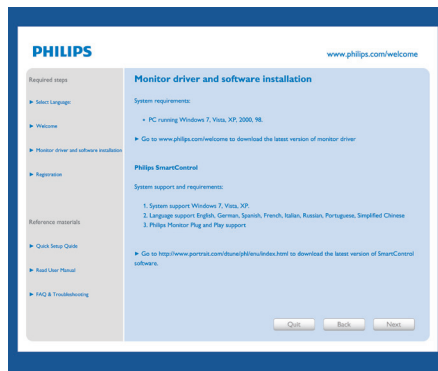 PHILIPS
www.philips.com/welcome
Required steps
► Select Language
► Welcome
► Monitor driver and software installation
► Registration
Reference materials
► Quick Setup Quide
► Read User Manual
► FAQ & Troubleshooting
Monitor driver and software installation
System requirements:
• PC running Windows 7, Vista, XP, 2000, 98.
► Go to www.philips.com/welcome to download the latest version of monitor driver
Philips SmartControl
System support and requirements:
1. System support Windows 7, Vista, XP.
2. Language support English, German, Spanish, French, Italian, Russian, Portuguese, Simplified Chinese
3. Philips Monitor Plug and Play support
► Go to http://www.portrait.com/dtune/phl/enu/index.html to download the latest version of SmartControl
software.
Quit
Back
Next